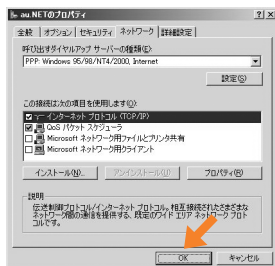 au.NETのプロパティ
全般 オプション セキュリティ ネットワーク 詳細設定
呼び出すダイヤルアップ サーバーの種類(E):
PPP: Windows 95/98/NT4/2000, Internet
設定(S)
この接続は次の項目を使用します(O):
インターネット プロトコル (TCP/IP)
QoS パケット スケジューラ
Microsoft ネットワーク用ファイルとプリンタ共有
Microsoft ネットワーク用クライアント
インストール(N)... アンインストール(U) プロパティ(R)
説明
伝送制御プロトコル/インターネット プロトコル。相互接続されたさまざまな
ネットワーク間の通信を提供する、既定のワイド エリア ネットワーク プロト
コルです。
OK キャンセル